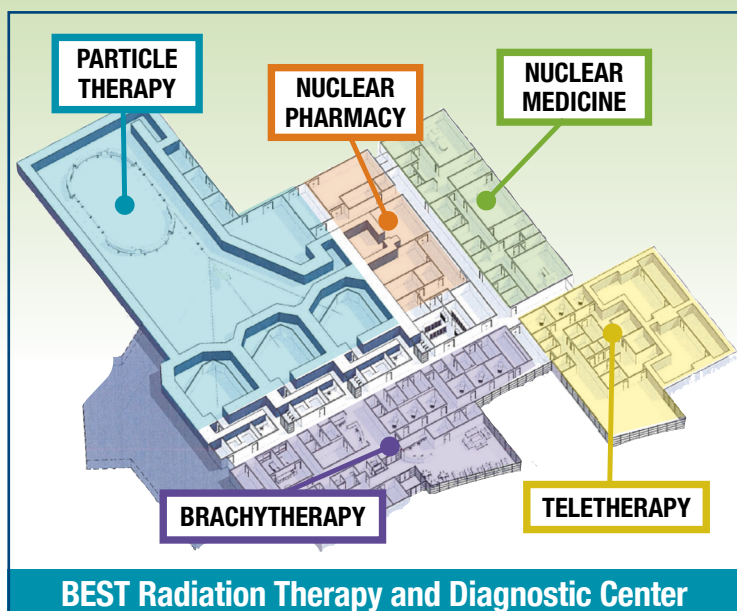 PARTICLE
THERAPY
NUCLEAR
PHARMACY
NUCLEAR
MEDICINE
BRACHYTHERAPY
TELETHERAPY
BEST Radiation Therapy and Diagnostic Center